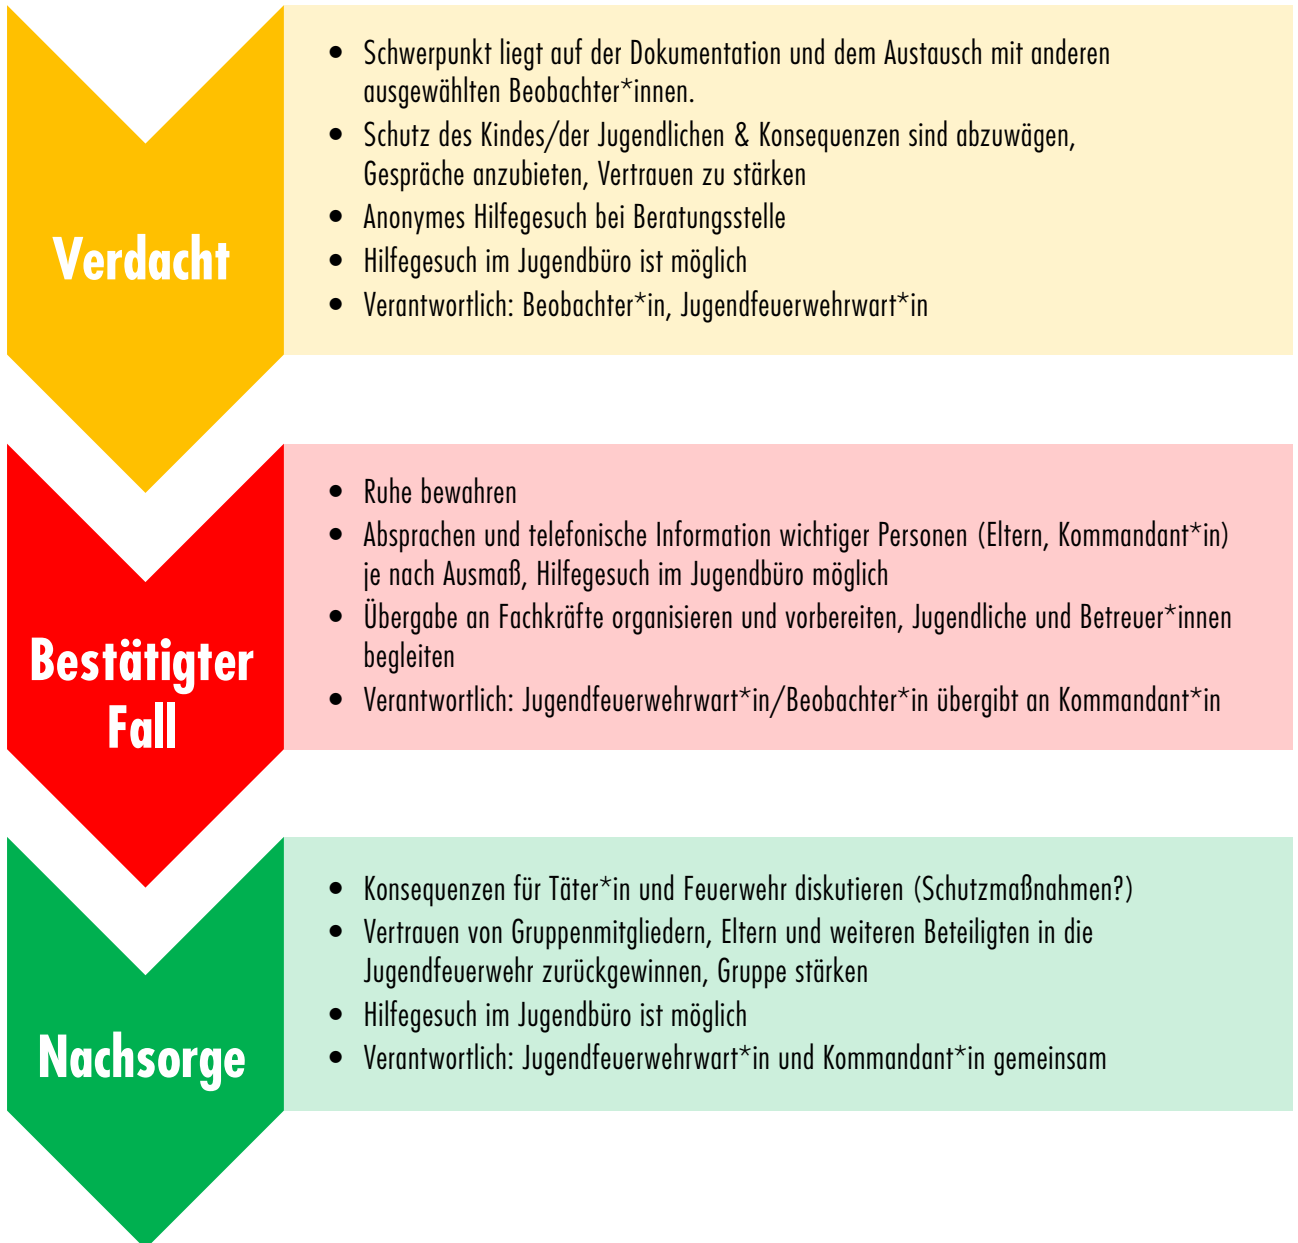 Verdacht
• Schwerpunkt liegt auf der Dokumentation und dem Austausch mit anderen
ausgewählten Beobachter*innen.
• Schutz des Kindes/der Jugendlichen & Konsequenzen sind abzuwägen,
Gespräche anzubieten, Vertrauen zu stärken
• Anonymes Hilfegesuch bei Beratungsstelle
• Hilfegesuch im Jugendbüro ist möglich
• Verantwortlich: Beobachter*in, Jugendfeuerwehrwart*in
Bestätigter
Fall
• Ruhe bewahren
• Absprachen und telefonische Information wichtiger Personen (Eltern, Kommandant*in)
je nach Ausmaß, Hilfegesuch im Jugendbüro möglich
• Übergabe an Fachkräfte organisieren und vorbereiten, Jugendliche und Betreuer*innen
begleiten
• Verantwortlich: Jugendfeuerwehrwart*in/Beobachter*in übergibt an Kommandant*in
Nachsorge
• Konsequenzen für Täter*in und Feuerwehr diskutieren (Schutzmaßnahmen?)
• Vertrauen von Gruppenmitgliedern, Eltern und weiteren Beteiligten in die
Jugendfeuerwehr zurückgewinnen, Gruppe stärken
• Hilfegesuch im Jugendbüro ist möglich
• Verantwortlich: Jugendfeuerwehrwart*in und Kommandant*in gemeinsam